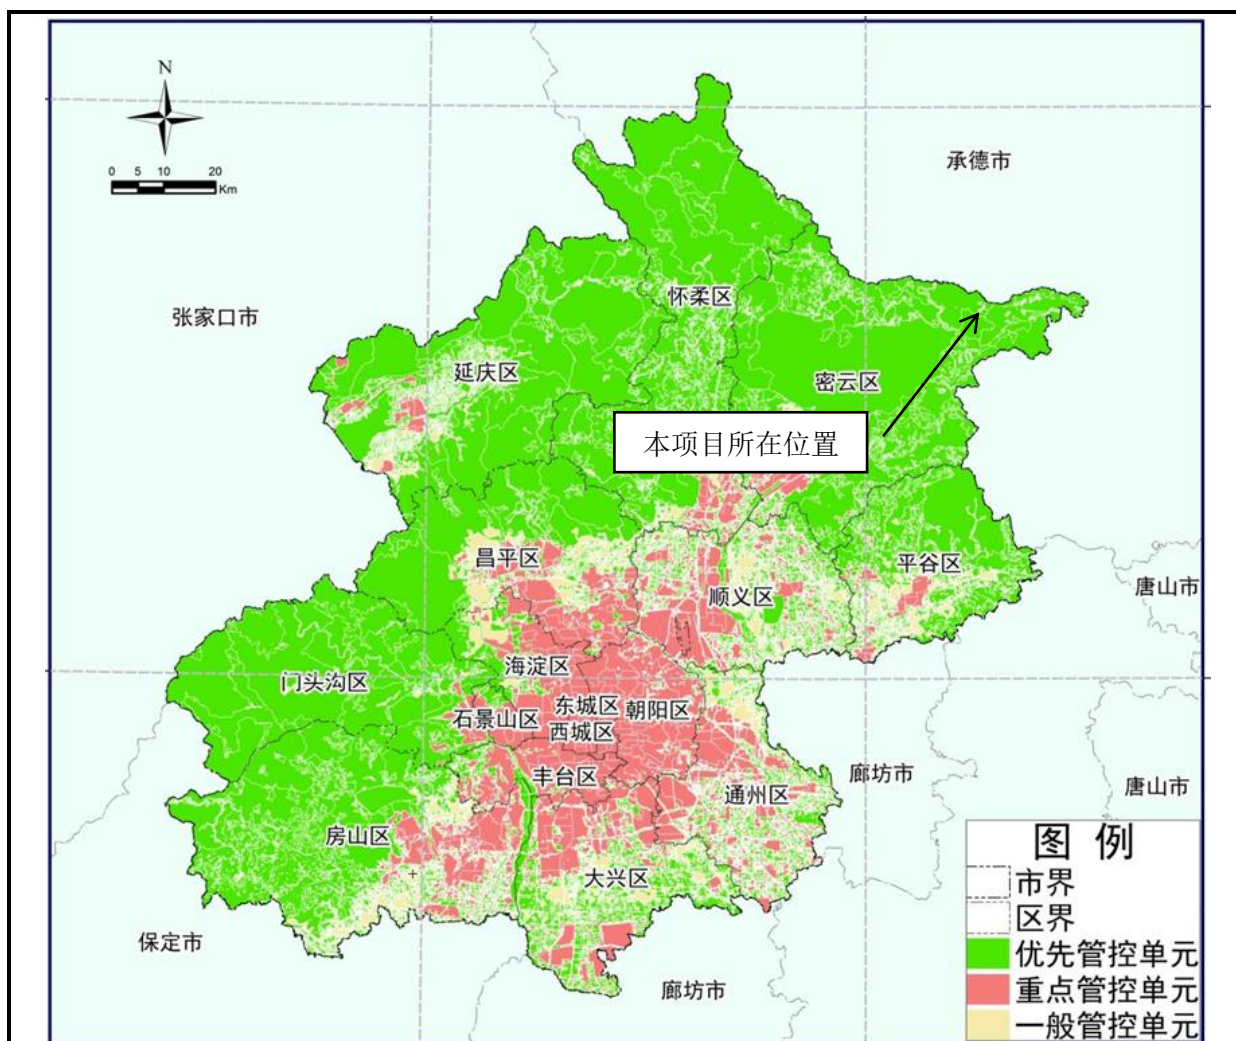 N
0 5 10 20
Km
承德市
张家口市
怀柔区
延庆区
密云区
本项目所在位置
昌平区
平谷区
唐山市
顺义区
海淀区
门头沟区
东城区
朝阳区
石景山区
西城区
丰台区
廊坊市
唐山市
通州区
房山区
大兴区
保定市
廊坊市
图 例
市界
区界
优先管控单元
重点管控单元
一般管控单元